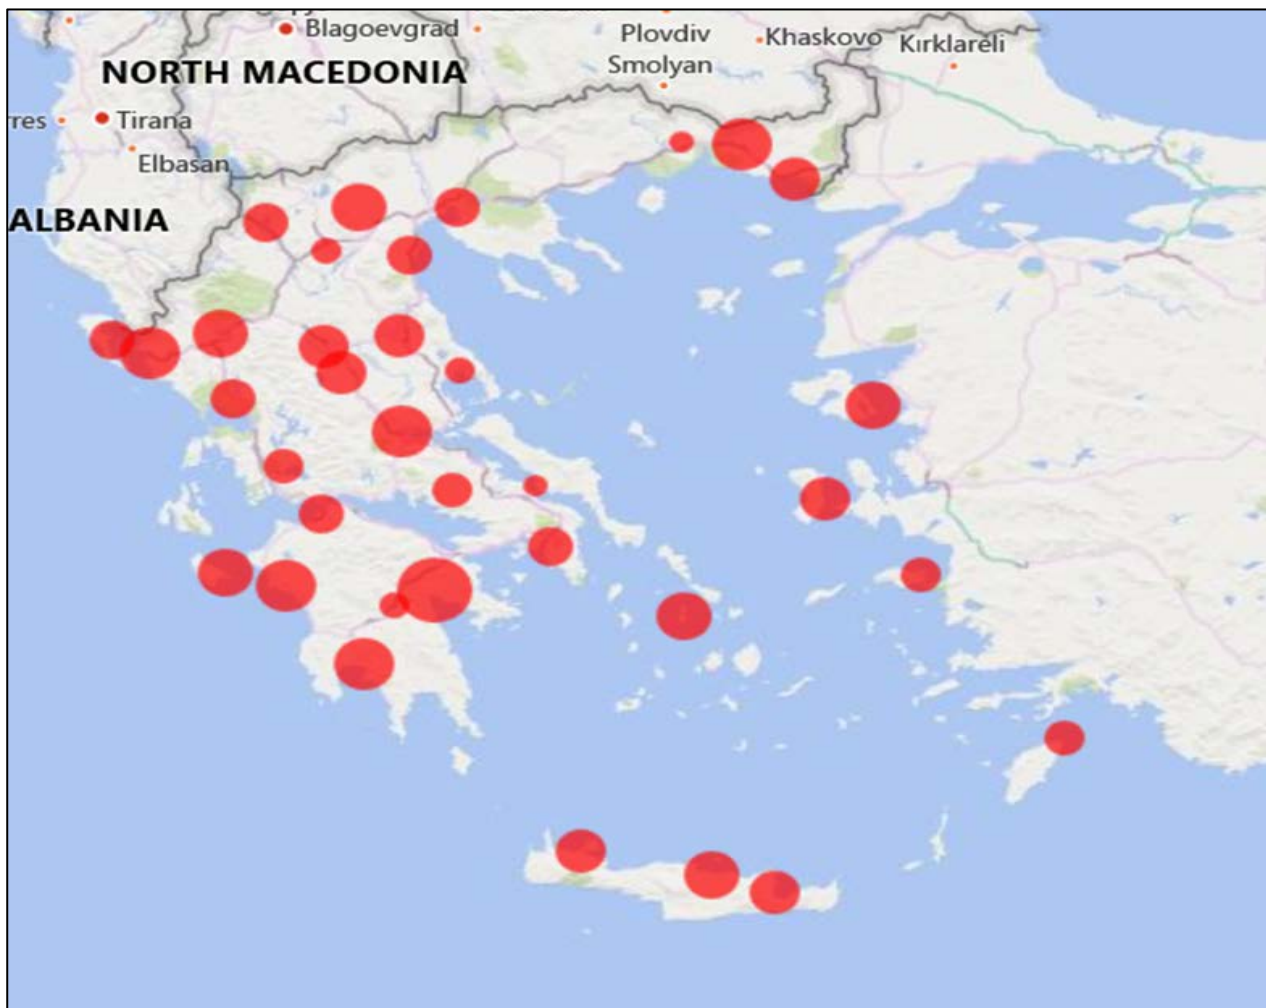 Blagoevgrad
Plovdiv
Khaskovo
Kırklareli
Smolyan
NORTH MACEDONIA
Tirana
Elbasan
ALBANIA